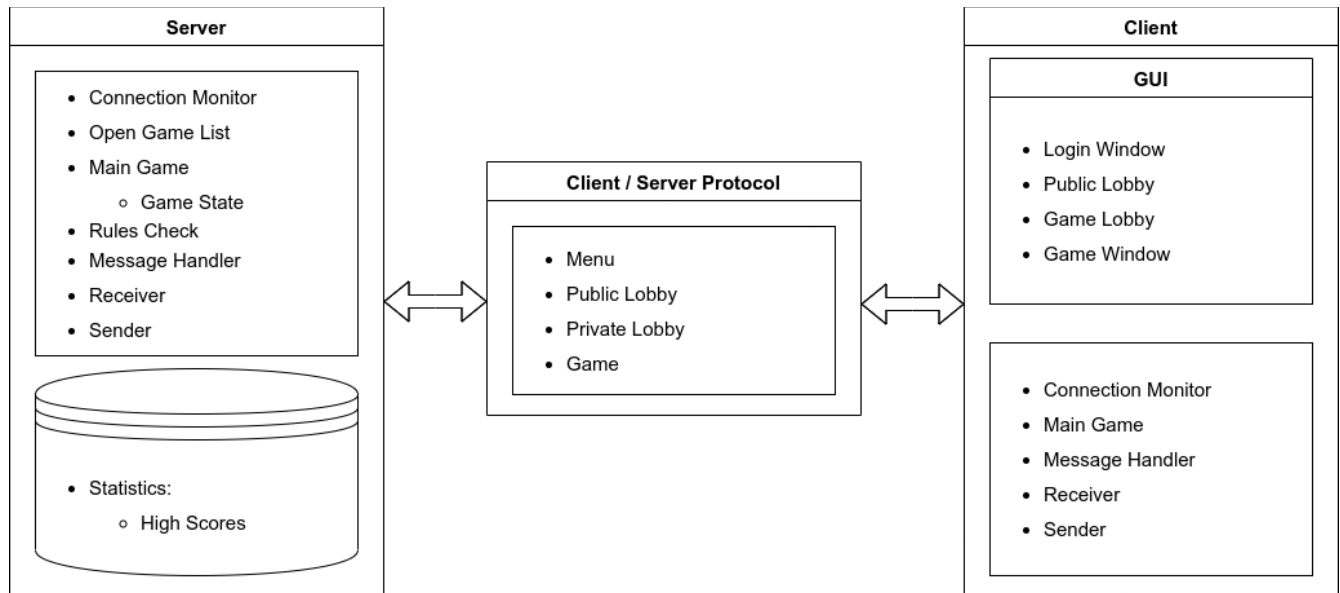 Server
Connection Monitor
Open Game List
Main Game
Game State
Rules Check
Message Handler
Receiver
Sender
Statistics:
High Scores
Client / Server Protocol
Menu
Public Lobby
Private Lobby
Game
Client
GUI
Login Window
Public Lobby
Game Lobby
Game Window
Connection Monitor
Main Game
Message Handler
Receiver
Sender